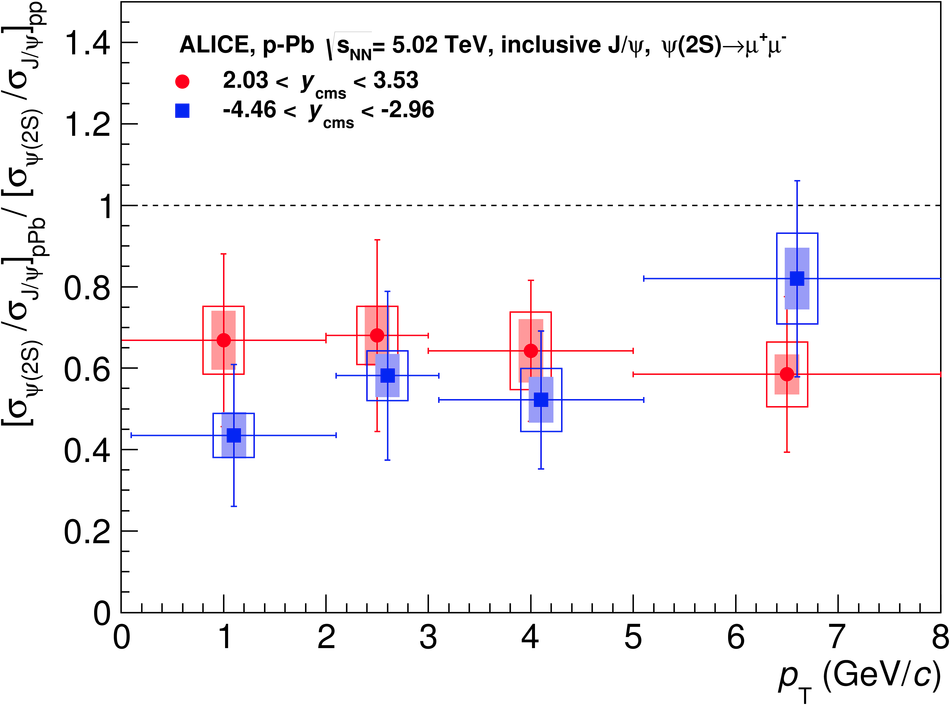 [σψ(2S) /σJ/ψ]pPb/ [σψ(2S) /σJ/ψ]pp
ALICE, p-Pb √sNN= 5.02 TeV, inclusive J/ψ, ψ(2S)→μ+μ-
2.03 < ycms < 3.53
-4.46 < ycms < -2.96
1.4
1.2
1
0.8
0.6
0.4
0.2
0
0 1 2 3 4 5 6 7 8
pT (GeV/c)